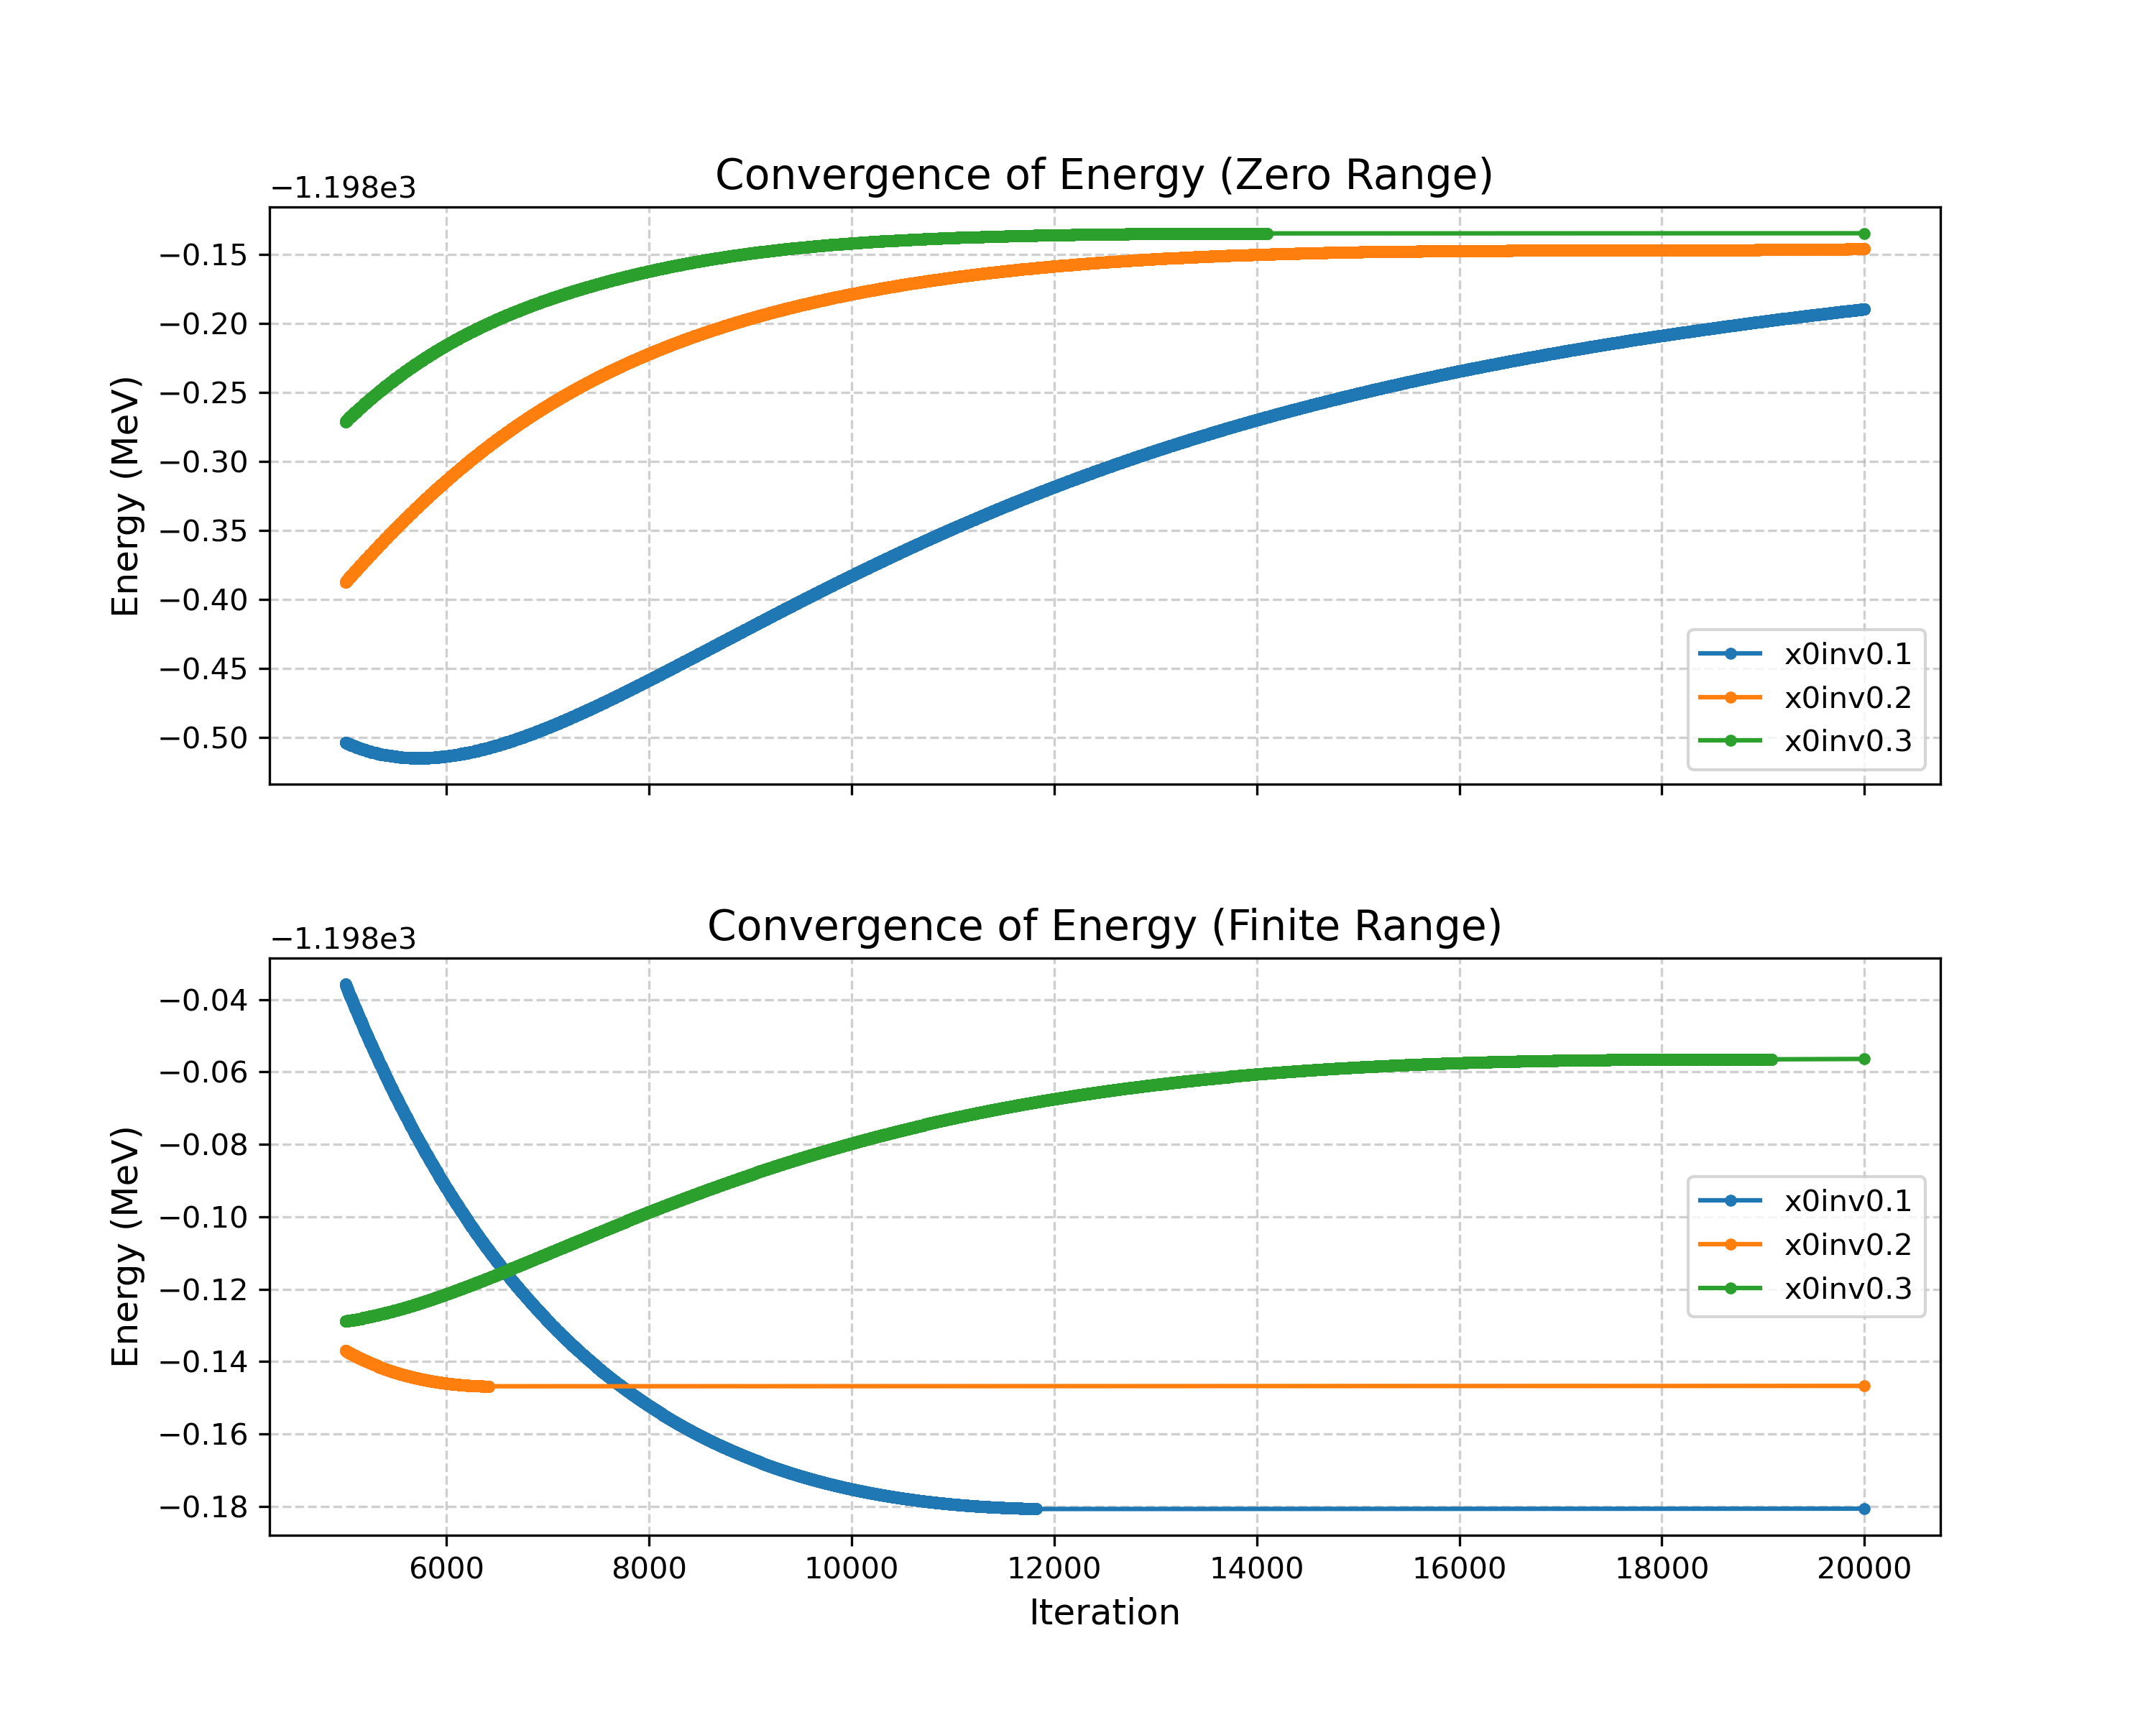 Convergence of Energy (Zero Range)
−1.198e3
−0.15
−0.20
−0.25
−0.30
−0.35
−0.40
−0.45
−0.50
Energy (MeV)
x0inv0.1
x0inv0.2
x0inv0.3
Convergence of Energy (Finite Range)
−1.198e3
−0.04
−0.06
−0.08
−0.10
−0.12
−0.14
−0.16
−0.18
Energy (MeV)
x0inv0.1
x0inv0.2
x0inv0.3
6000 8000 10000 12000 14000 16000 18000 20000
Iteration